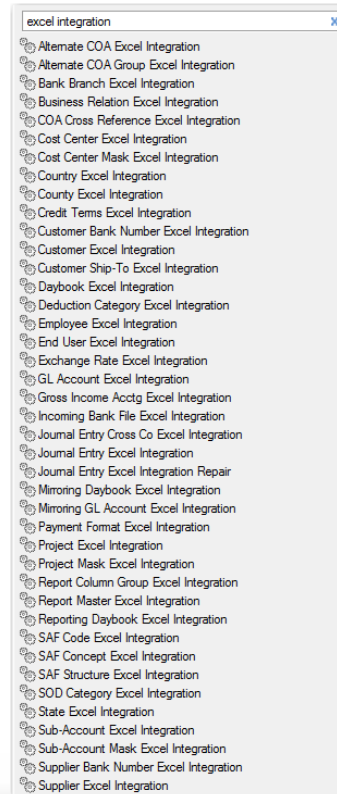 excel integration x
Alternate COA Excel Integration
Alternate COA Group Excel Integration
Bank Branch Excel Integration
Business Relation Excel Integration
COA Cross Reference Excel Integration
Cost Center Excel Integration
Cost Center Mask Excel Integration
Country Excel Integration
County Excel Integration
Credit Terms Excel Integration
Customer Bank Number Excel Integration
Customer Excel Integration
Customer Ship-To Excel Integration
Daybook Excel Integration
Deduction Category Excel Integration
Employee Excel Integration
End User Excel Integration
Exchange Rate Excel Integration
GL Account Excel Integration
Gross Income Acctg Excel Integration
Incoming Bank File Excel Integration
Journal Entry Cross Co Excel Integration
Journal Entry Excel Integration
Journal Entry Excel Integration Repair
Mirroring Daybook Excel Integration
Mirroring GL Account Excel Integration
Payment Format Excel Integration
Project Excel Integration
Project Mask Excel Integration
Report Column Group Excel Integration
Report Master Excel Integration
Reporting Daybook Excel Integration
SAF Code Excel Integration
SAF Concept Excel Integration
SAF Structure Excel Integration
SOD Category Excel Integration
State Excel Integration
Sub-Account Excel Integration
Sub-Account Mask Excel Integration
Supplier Bank Number Excel Integration
Supplier Excel Integration